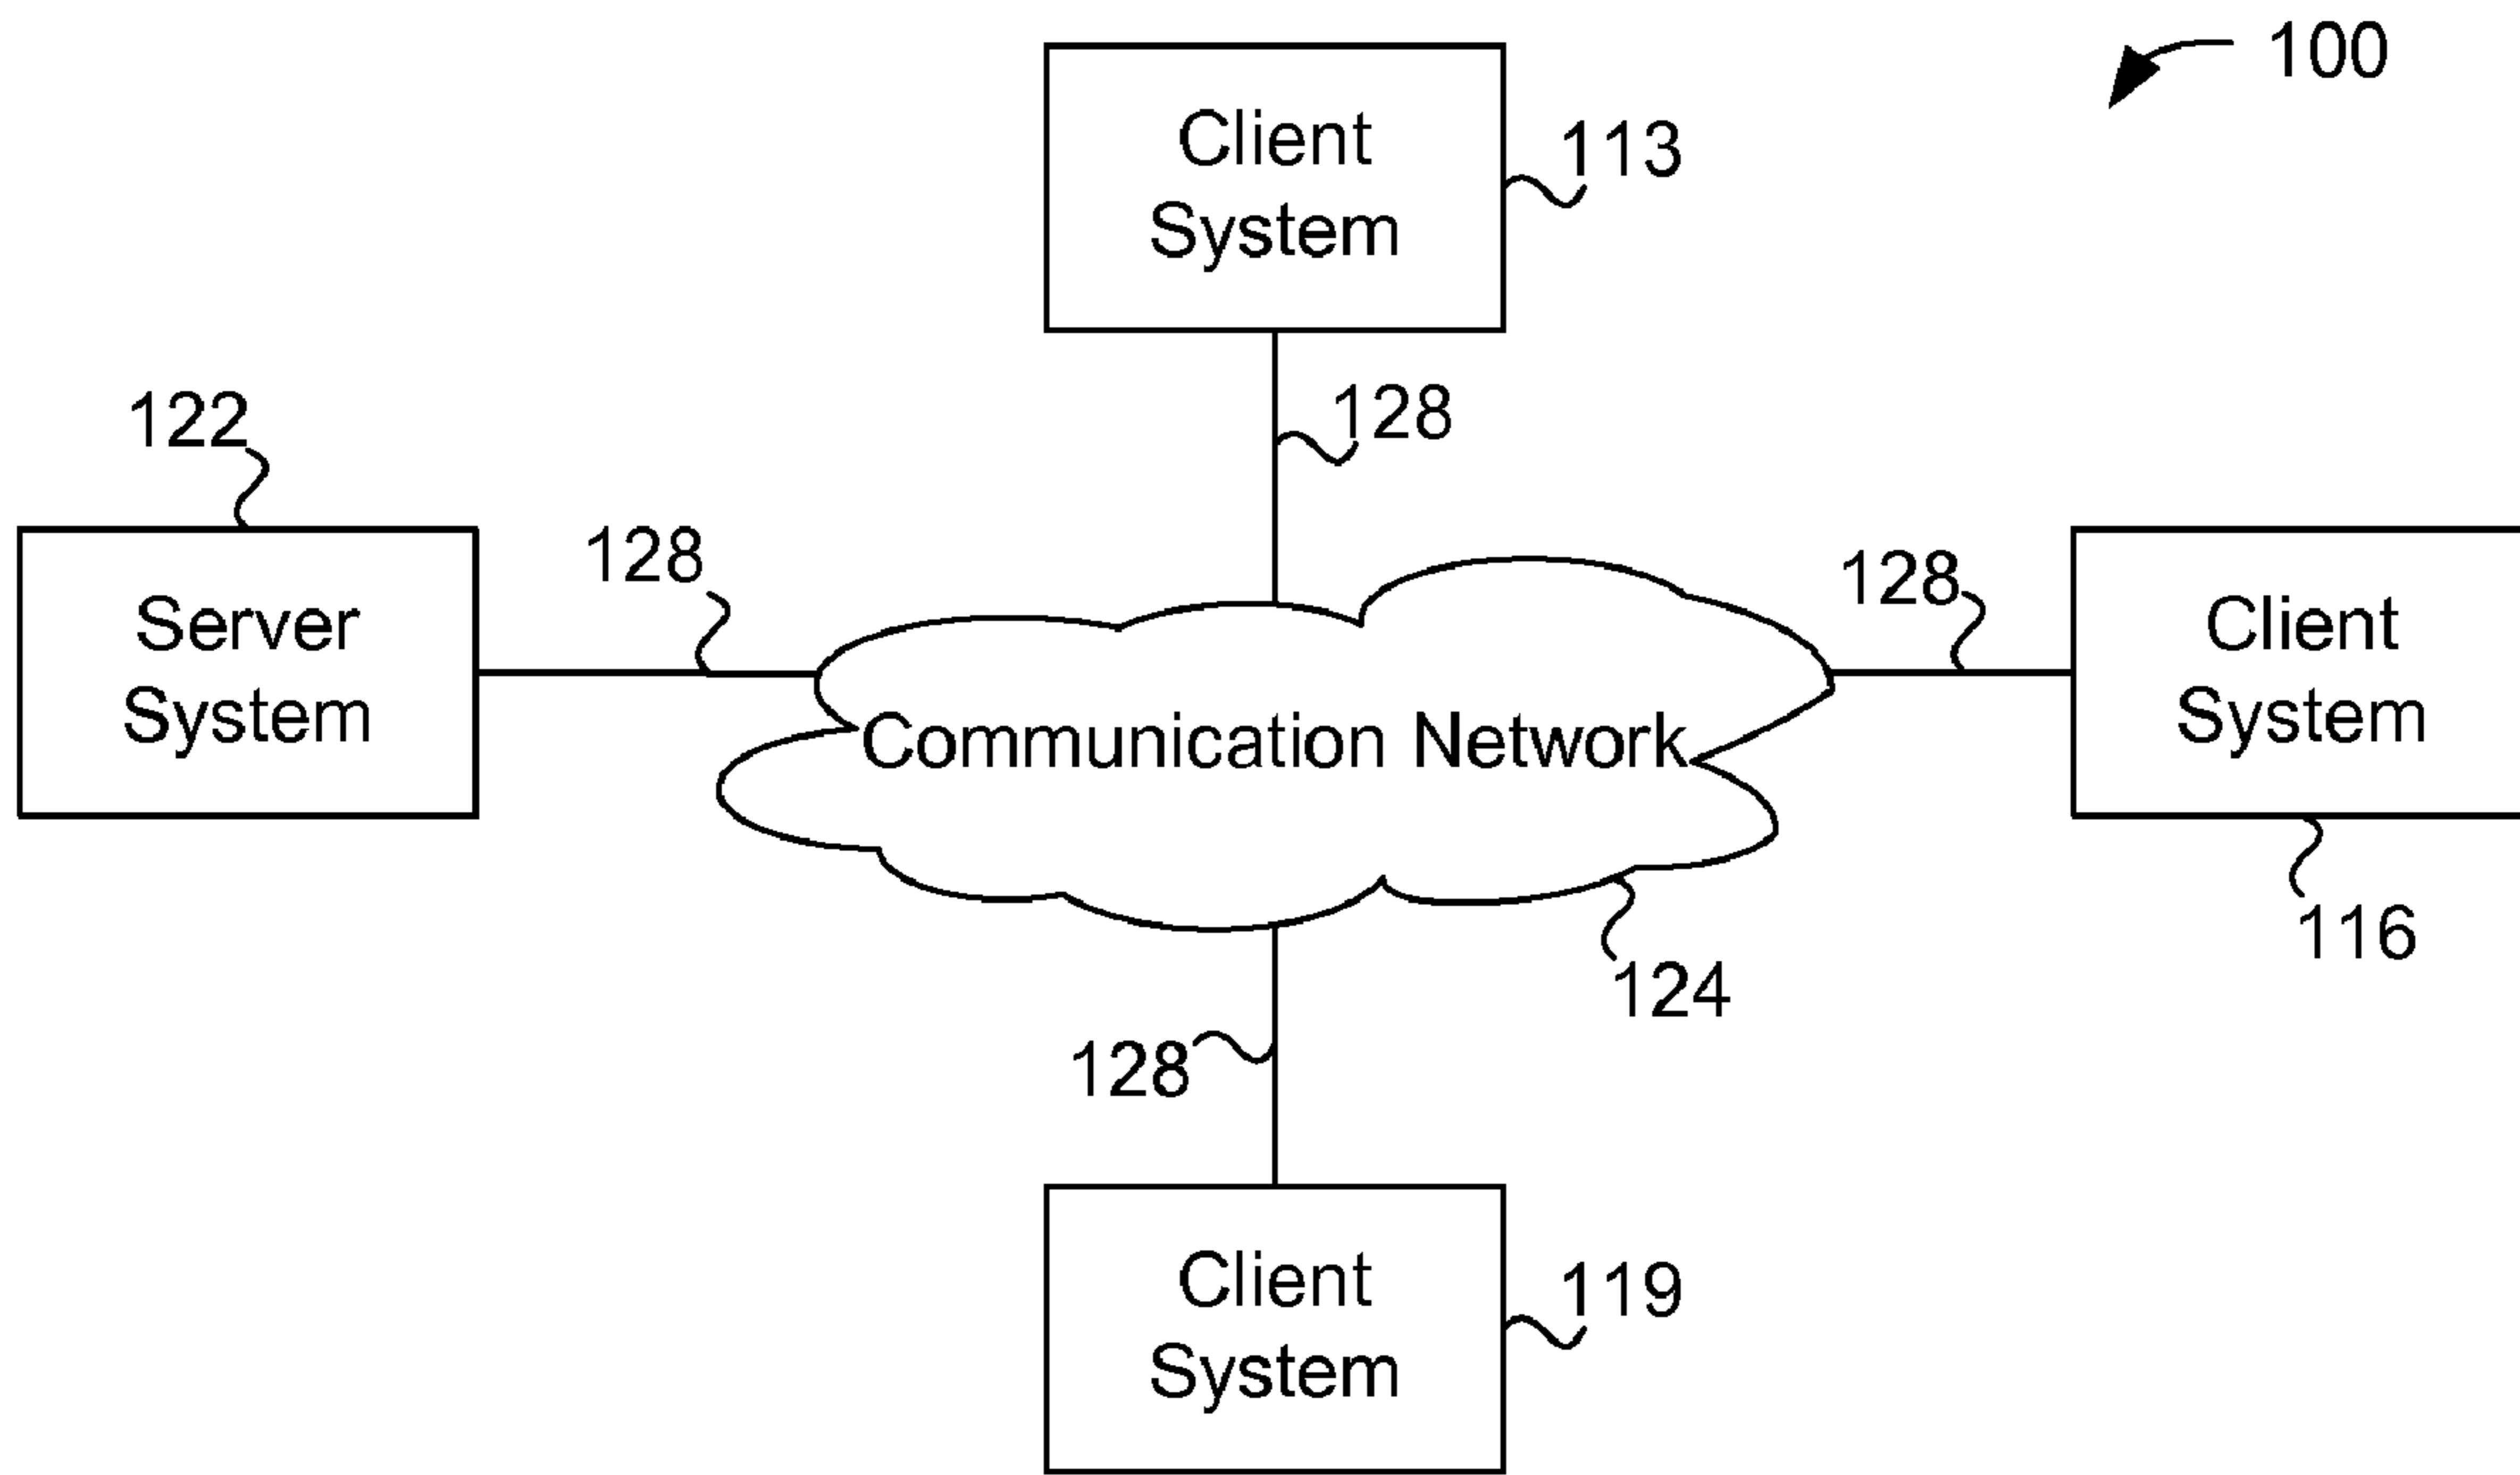 100
Client
System
113
128
122
Server
System
128
128
Client
System
Communication Network
116
124
128
Client
System
119